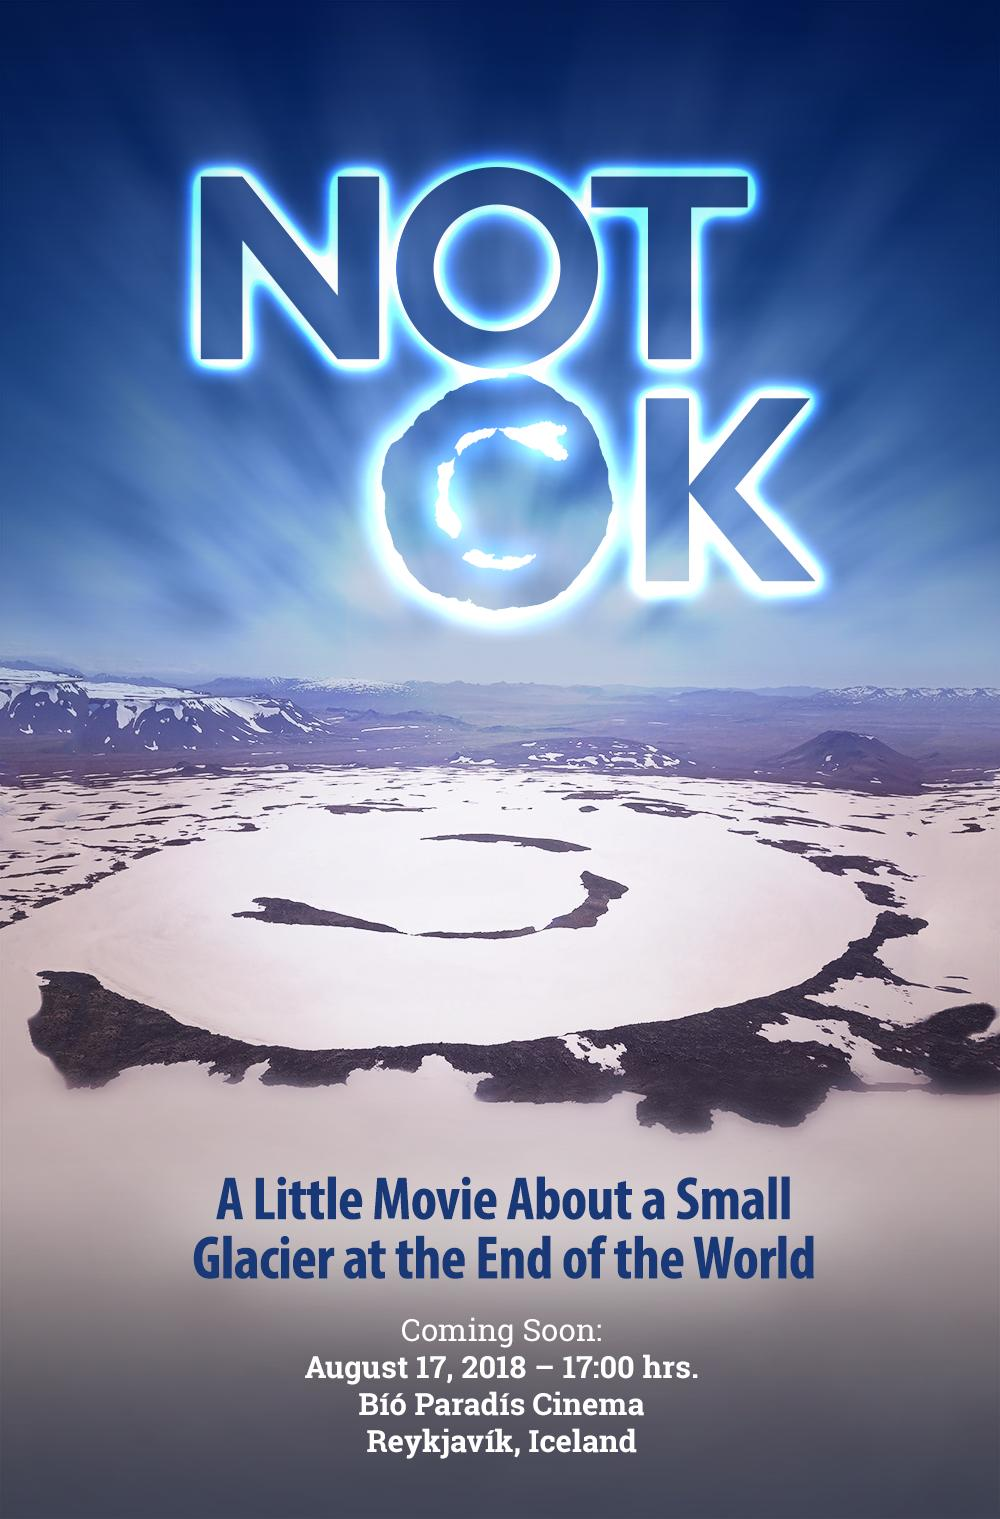 NOT
OK
A Little Movie About a Small
Glacier at the End of the World
Coming Soon:
August 17, 2018 – 17:00 hrs.
Bíó Paradís Cinema
Reykjavík, Iceland